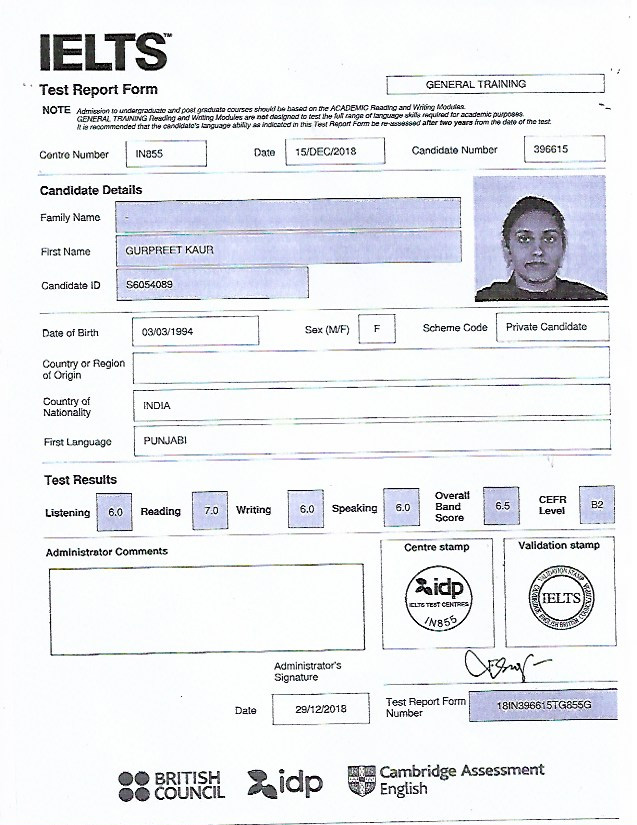 IELTS™
Test Report Form
GENERAL TRAINING
NOTE Admission to undergraduate and post graduate courses should be based on the ACADEMIC Reading and Writing Modules.
GENERAL TRAINING Reading and Writing Modules are not designed to test the full range of language skills required for academic purposes.
It is recommended that the candidate's language ability as indicated in this Test Report Form be re-assessed after two years from the date of the test.
Centre Number IN855 Date 15/DEC/2018 Candidate Number 396615
Candidate Details
Family Name -
First Name GURPREET KAUR
Candidate ID S6054089
Date of Birth 03/03/1994 Sex (M/F) F Scheme Code Private Candidate
Country or Region
of Origin
Country of
Nationality INDIA
First Language PUNJABI
Test Results
Listening 6.0 Reading 7.0 Writing 6.0 Speaking 6.0 Overall
Band
Score 6.5 CEFR
Level B2
Administrator Comments
Centre stamp
idp
IELTS TEST CENTRES
IN855
Validation stamp
VALIDATION STAMP
IELTS
Administrator's
Signature
Date 29/12/2018
Test Report Form
Number 18IN396615TG855G
BRITISH
COUNCIL
idp
Cambridge Assessment
English